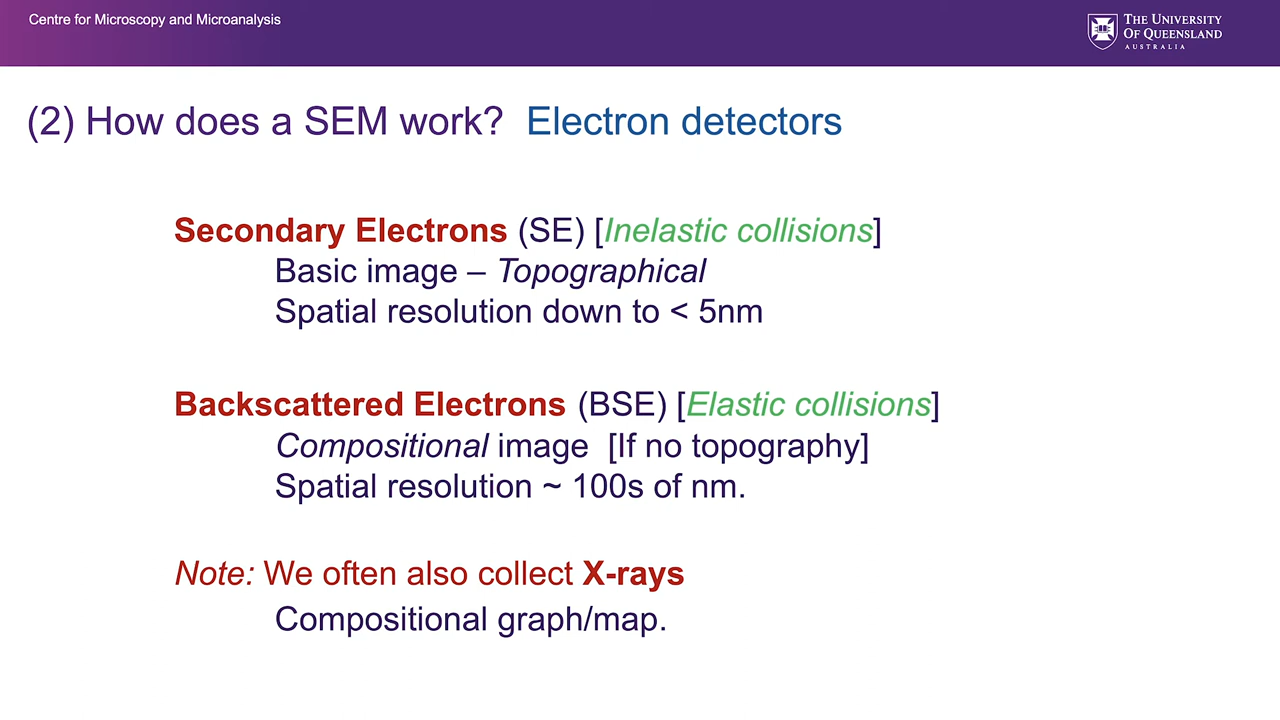 Centre for Microscopy and Microanalysis
THE UNIVERSITY
OF QUEENSLAND
AUSTRALIA
(2) How does a SEM work? Electron detectors
Secondary Electrons (SE) [Inelastic collisions]
Basic image – Topographical
Spatial resolution down to < 5nm
Backscattered Electrons (BSE) [Elastic collisions]
Compositional image [If no topography]
Spatial resolution ~ 100s of nm.
Note: We often also collect X-rays
Compositional graph/map.